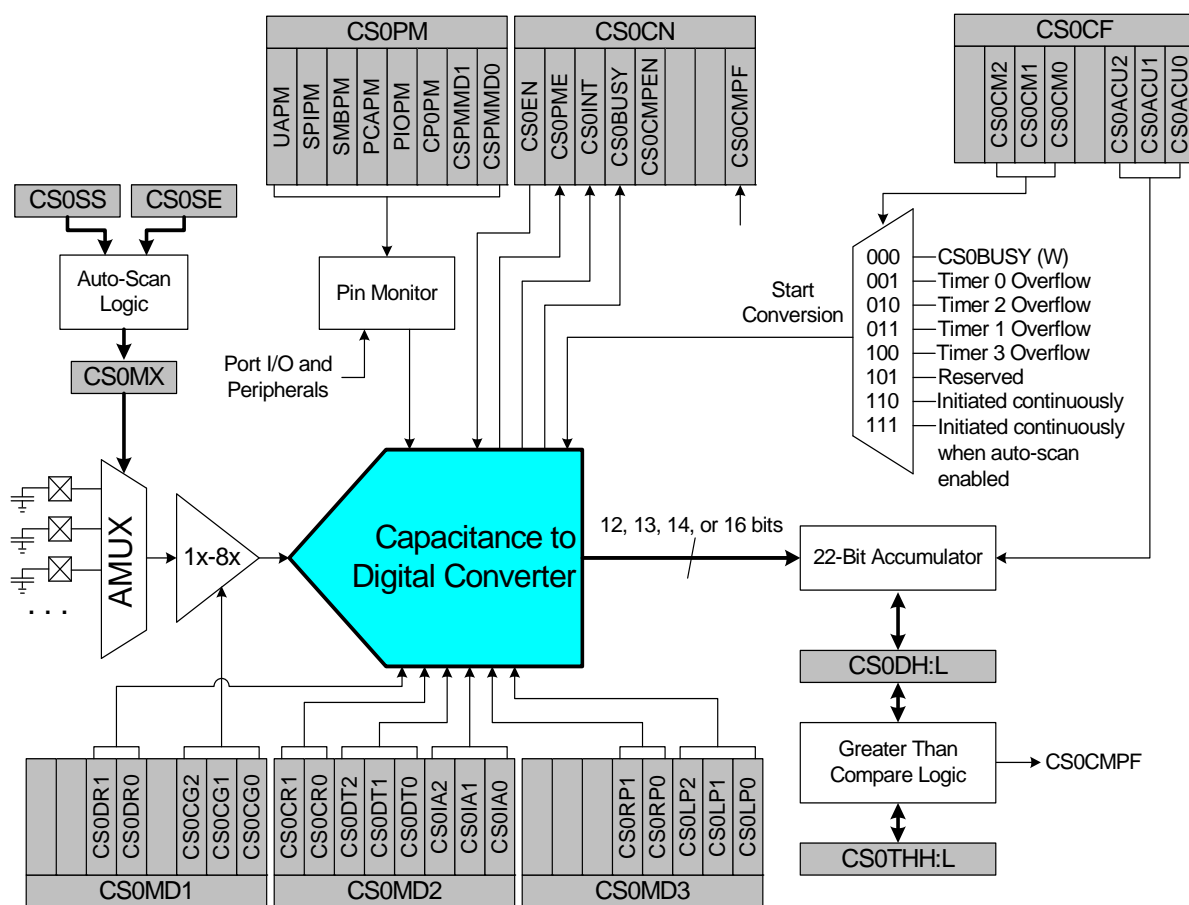 CS0PM
UAPM
SPIPM
SMBPM
PCAPM
PIOPM
CP0PM
CSPMMD1
CSPMMD0
CS0CN
CS0EN
CS0PME
CS0INT
CS0BUSY
CS0CMPEN
CS0CMPF
CS0CF
CS0CM2
CS0CM1
CS0CM0
CS0ACU2
CS0ACU1
CS0ACU0
CS0SS
CS0SE
Auto-Scan
Logic
CS0MX
Pin Monitor
Port I/O and
Peripherals
Start
Conversion
000 CS0BUSY (W)
001 Timer 0 Overflow
010 Timer 2 Overflow
011 Timer 1 Overflow
100 Timer 3 Overflow
101 Reserved
110 Initiated continuously
111 Initiated continuously
when auto-scan
enabled
AMUX
. . .
1x-8x
Capacitance to
Digital Converter
12, 13, 14, or 16 bits
22-Bit Accumulator
CS0DH:L
Greater Than
Compare Logic
CS0CMPF
CS0THH:L
CS0DR1
CS0DR0
CS0CG2
CS0CG1
CS0CG0
CS0MD1
CS0CR1
CS0CR0
CS0DT2
CS0DT1
CS0DT0
CS0IA2
CS0IA1
CS0IA0
CS0MD2
CS0RP1
CS0RP0
CS0LP2
CS0LP1
CS0LP0
CS0MD3